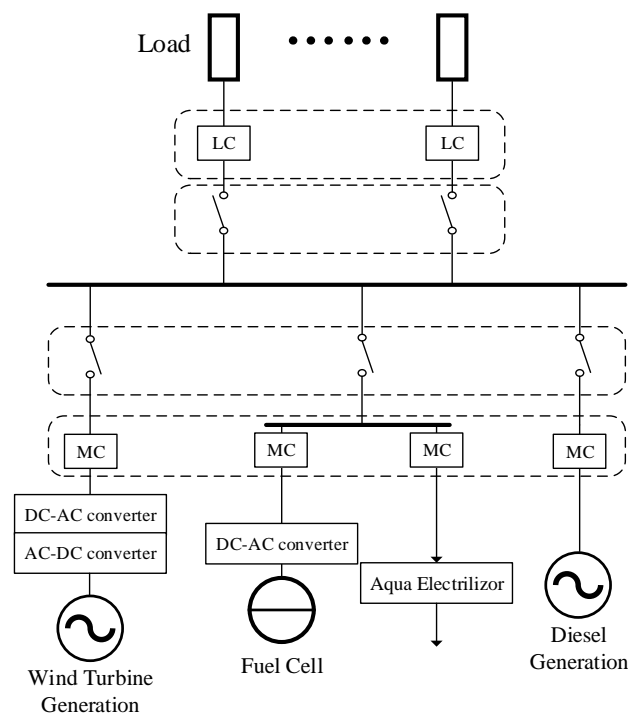 Load
LC
LC
MC
MC
MC
MC
DC-AC converter
AC-DC converter
DC-AC converter
Aqua Electrilizor
Wind Turbine
Generation
Fuel Cell
Diesel
Generation